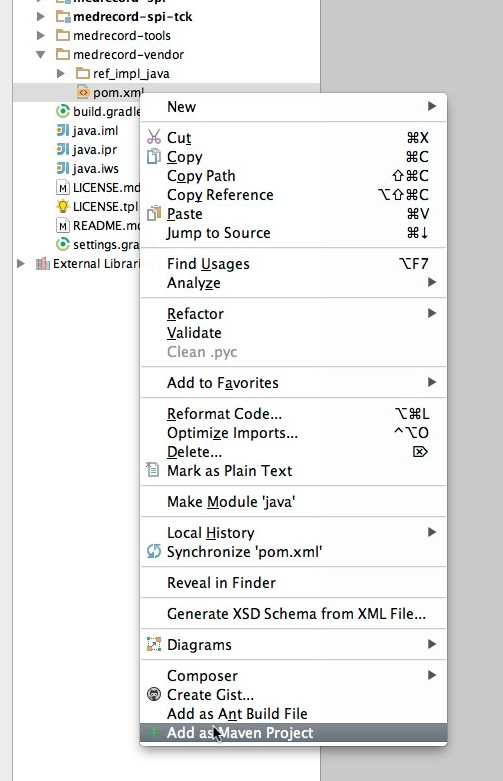 medrecord-spi-tck
medrecord-tools
medrecord-vendor
ref_impl_java
pom.xml
New
build.gradle
Cut ⌘X
java.iml
Copy ⌘C
java.ipr
Copy Path ⇧⌘C
java.iws
Copy Reference ⌥⇧⌘C
LICENSE.md
Paste ⌘V
LICENSE.tpl
Jump to Source ⌘↓
README.md
settings.gra
Find Usages ⌥F7
External Librari
Analyze
Refactor
Validate
Clean .pyc
Add to Favorites
Reformat Code... ⌥⌘L
Optimize Imports... ^⌥O
Delete... ⌦
Mark as Plain Text
Make Module 'java'
Local History
Synchronize 'pom.xml'
Reveal in Finder
Generate XSD Schema from XML File...
Diagrams
Composer
Create Gist...
Add as Ant Build File
Add as Maven Project